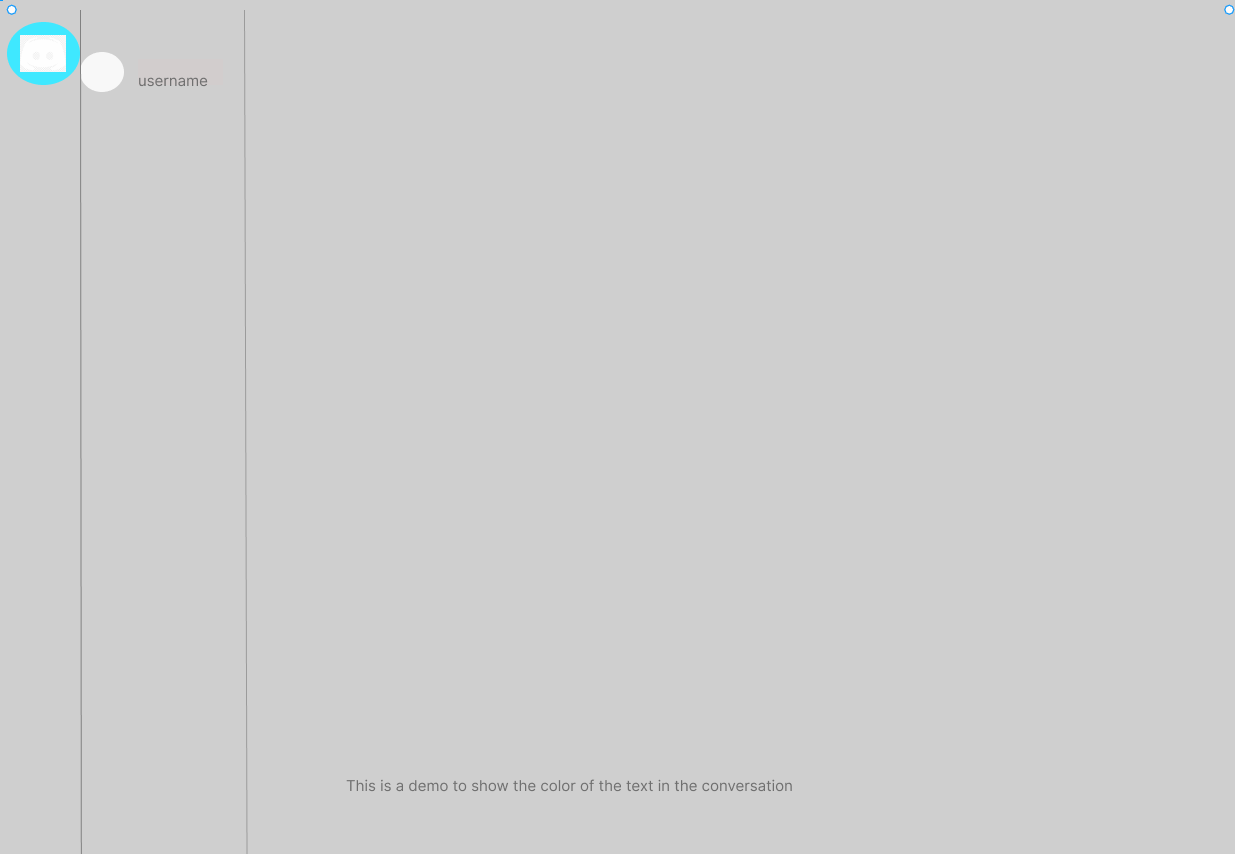 username
This is a demo to show the color of the text in the conversation